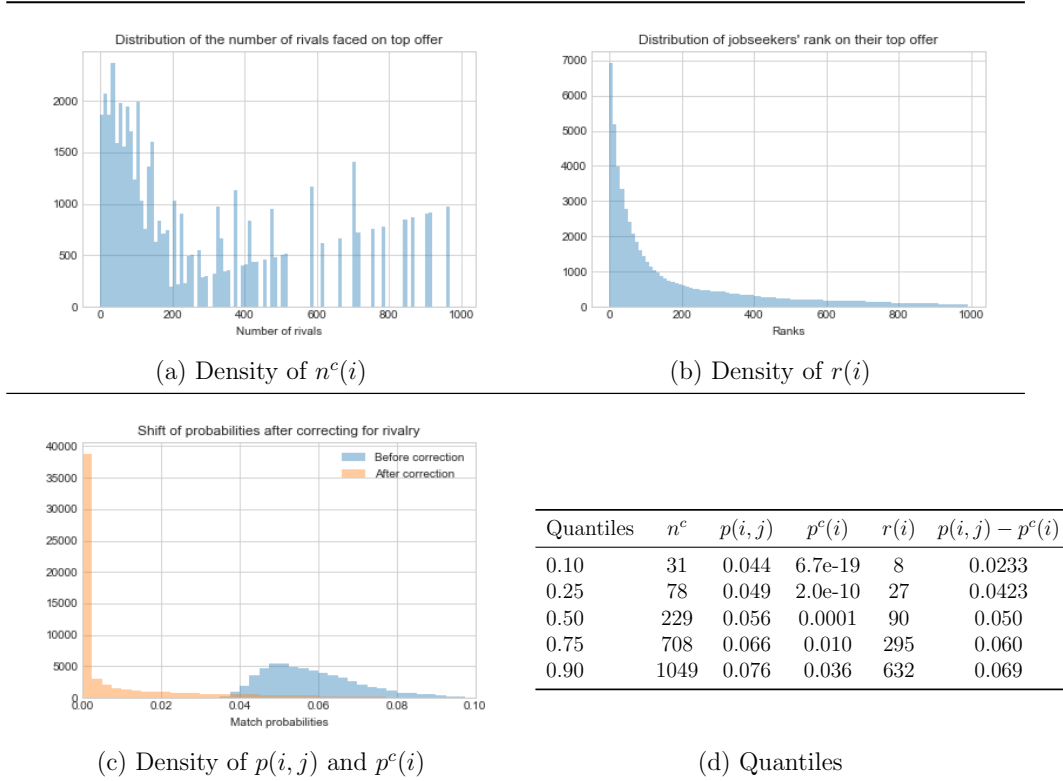 Distribution of the number of rivals faced on top offer
2000
1500
1000
500
0
0 200 400 600 800 1000
Number of rivals
(a) Density of n^c(i)
Distribution of jobseekers' rank on their top offer
7000
6000
5000
4000
3000
2000
1000
0
0 200 400 600 800 1000
Ranks
(b) Density of r(i)
Shift of probabilities after correcting for rivalry
Before correction
After correction
40000
35000
30000
25000
20000
15000
10000
5000
0
0.00 0.02 0.04 0.06 0.08 0.10
Match probabilities
(c) Density of p(i, j) and p^c(i)
Quantiles n^c p(i, j) p^c(i) r(i) p(i, j) − p^c(i)
0.10 31 0.044 6.7e-19 8 0.0233
0.25 78 0.049 2.0e-10 27 0.0423
0.50 229 0.056 0.0001 90 0.050
0.75 708 0.066 0.010 295 0.060
0.90 1049 0.076 0.036 632 0.069
(d) Quantiles